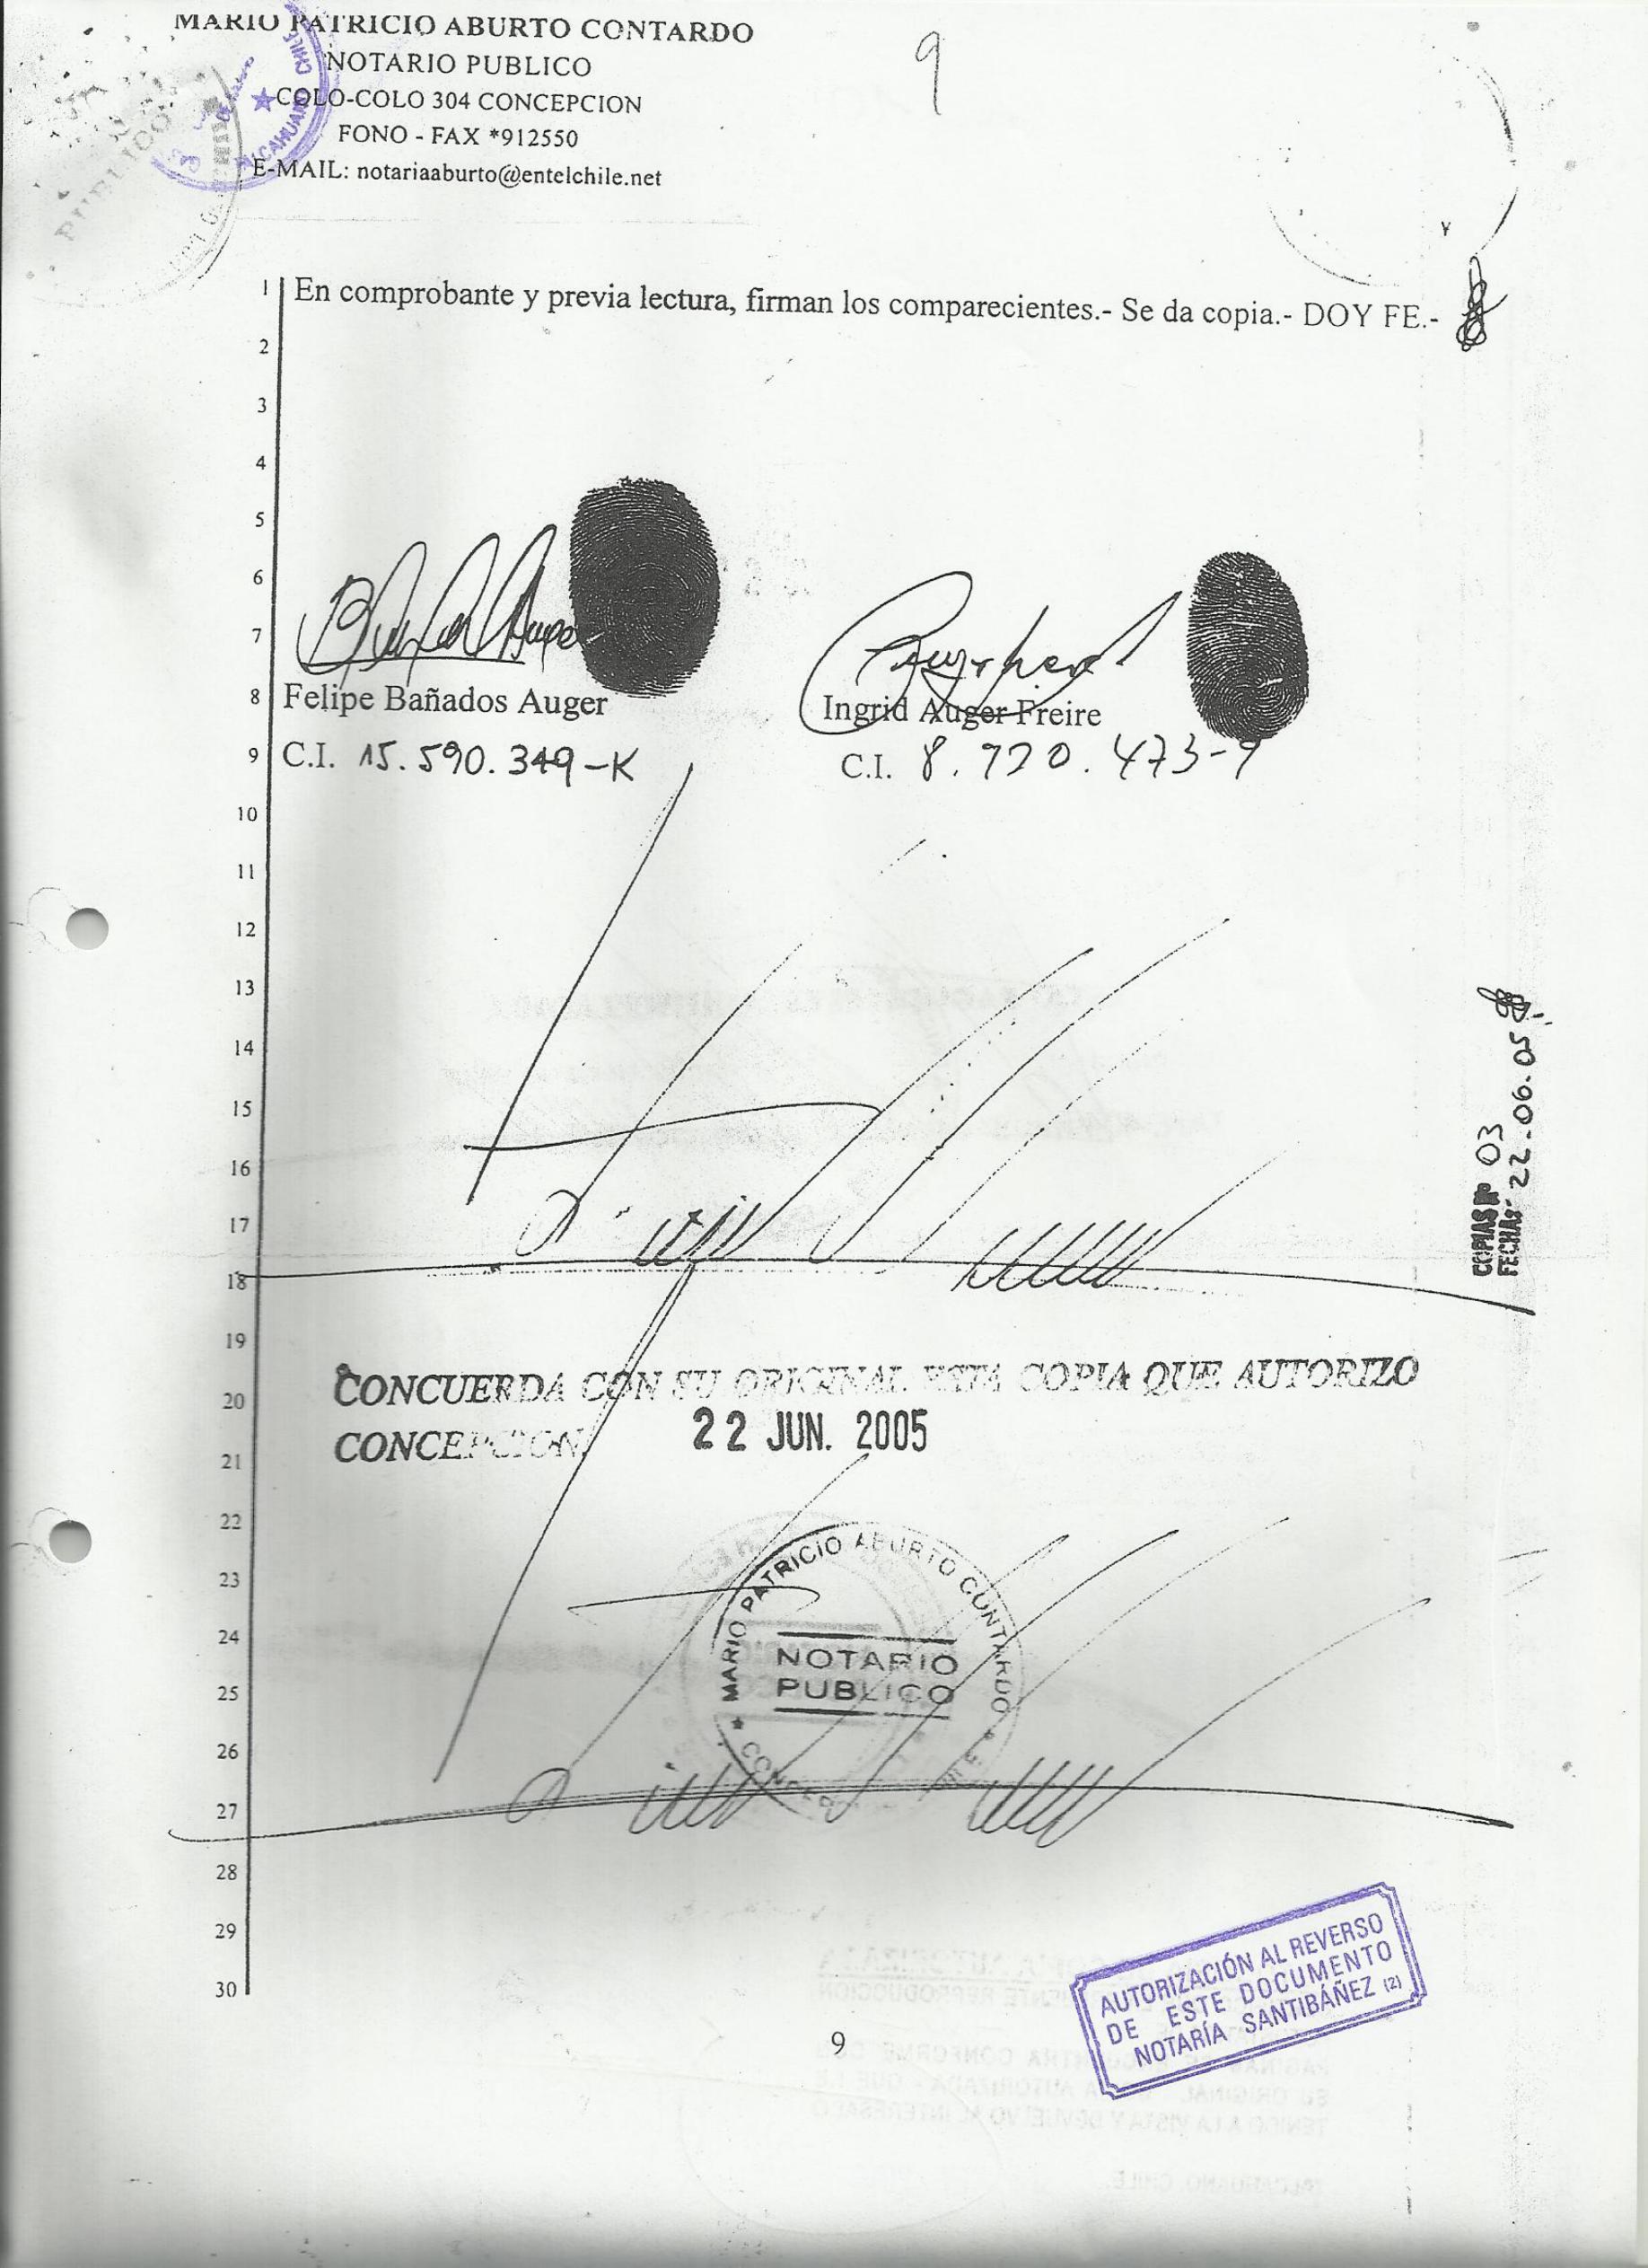 MARIO PATRICIO ABURTO CONTARDO
NOTARIO PUBLICO
COLO-COLO 304 CONCEPCION
FONO - FAX *912550
E-MAIL: notariaaburto@entelchile.net
9
PUBLICO
TALCAHUANO CHILE
1 En comprobante y previa lectura, firman los comparecientes.- Se da copia.- DOY FE.-
2
3
4
5
6
7
8 Felipe Bañados Auger Ingrid Auger Freire
9 C.I. 15.590.349-K C.I. 8.920.473-9
10
11
12
13
14
15
16
17
18
19
20 CONCUERDA CON SU ORIGINAL ESTA COPIA QUE AUTORIZO
21 CONCEPCION, 22 JUN. 2005
22
23
24
25
26
27
28
29
30
MARIO PATRICIO ABURTO CONTARDO
NOTARIO
PUBLICO
COPIAS Nº 03
FECHAS 22.06.05
AUTORIZACIÓN AL REVERSO
DE ESTE DOCUMENTO
NOTARÍA SANTIBÁÑEZ (2)
9